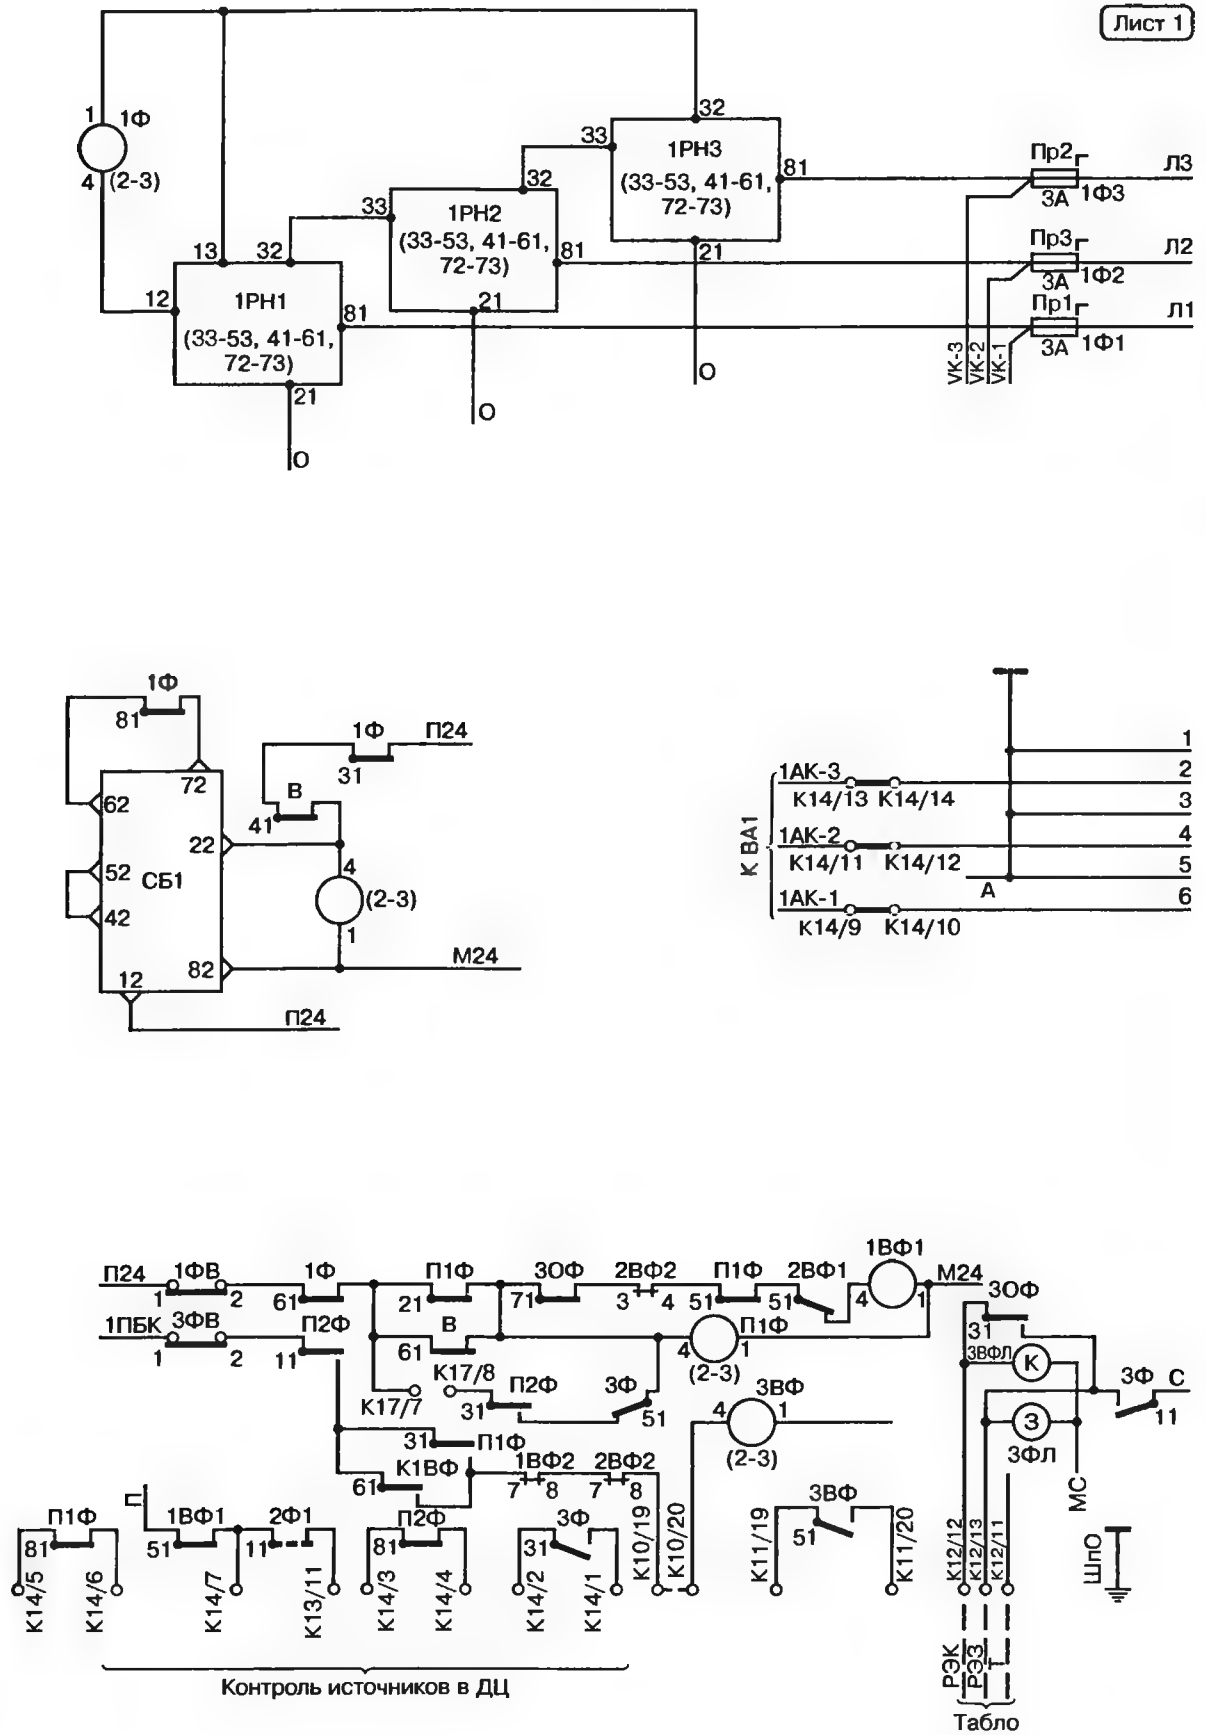 Лист 1
1 1Ф
4 (2-3)
13 32
12 1РН1 81
(33-53, 41-61,
72-73)
21
О
33 32
1РН2
(33-53, 41-61,
72-73)
81
21
О
33 32
1РН3
(33-53, 41-61,
72-73)
81
21
О
Пр2 Л3
3А 1Ф3
Пр3 Л2
3А 1Ф2
Пр1 Л1
3А 1Ф1
VK-3
VK-2
VK-1
1Ф
81
72
62
52
42
СБ1
22
82
12
П24
1Ф П24
31
В
41
4
(2-3)
1
М24
К ВА1
1АК-3
К14/13 К14/14
1АК-2
К14/11 К14/12
1АК-1
К14/9 К14/10
А
1
2
3
4
5
6
П24 1ФВ 1Ф П1Ф 3ОФ 2ВФ2 П1Ф 2ВФ1 1ВФ1 М24
1 2 61 21 71 3 4 51 51 4 1
1ПБК 3ФВ П2Ф В П1Ф
1 2 11 61 4 1
(2-3)
К17/7 К17/8 П2Ф 3Ф
31 51
3ВФ
4 1
(2-3)
31 П1Ф
К1ВФ 1ВФ2 2ВФ2
61 7 8 7 8
3ОФ
31
3ВФЛ К
З
3ФЛ
3Ф С
11
МС
П1Ф П 1ВФ1 2Ф1 П2Ф 3Ф 3ВФ
81 51 11 81 31 51
К14/5
К14/6
К14/7
К13/11
К14/3
К14/4
К14/2
К14/1
К10/19
К10/20
К11/19
К11/20
К12/12
К12/13
К12/11
ШпО
РЭК
РЭЗ
Контроль источников в ДЦ
Табло